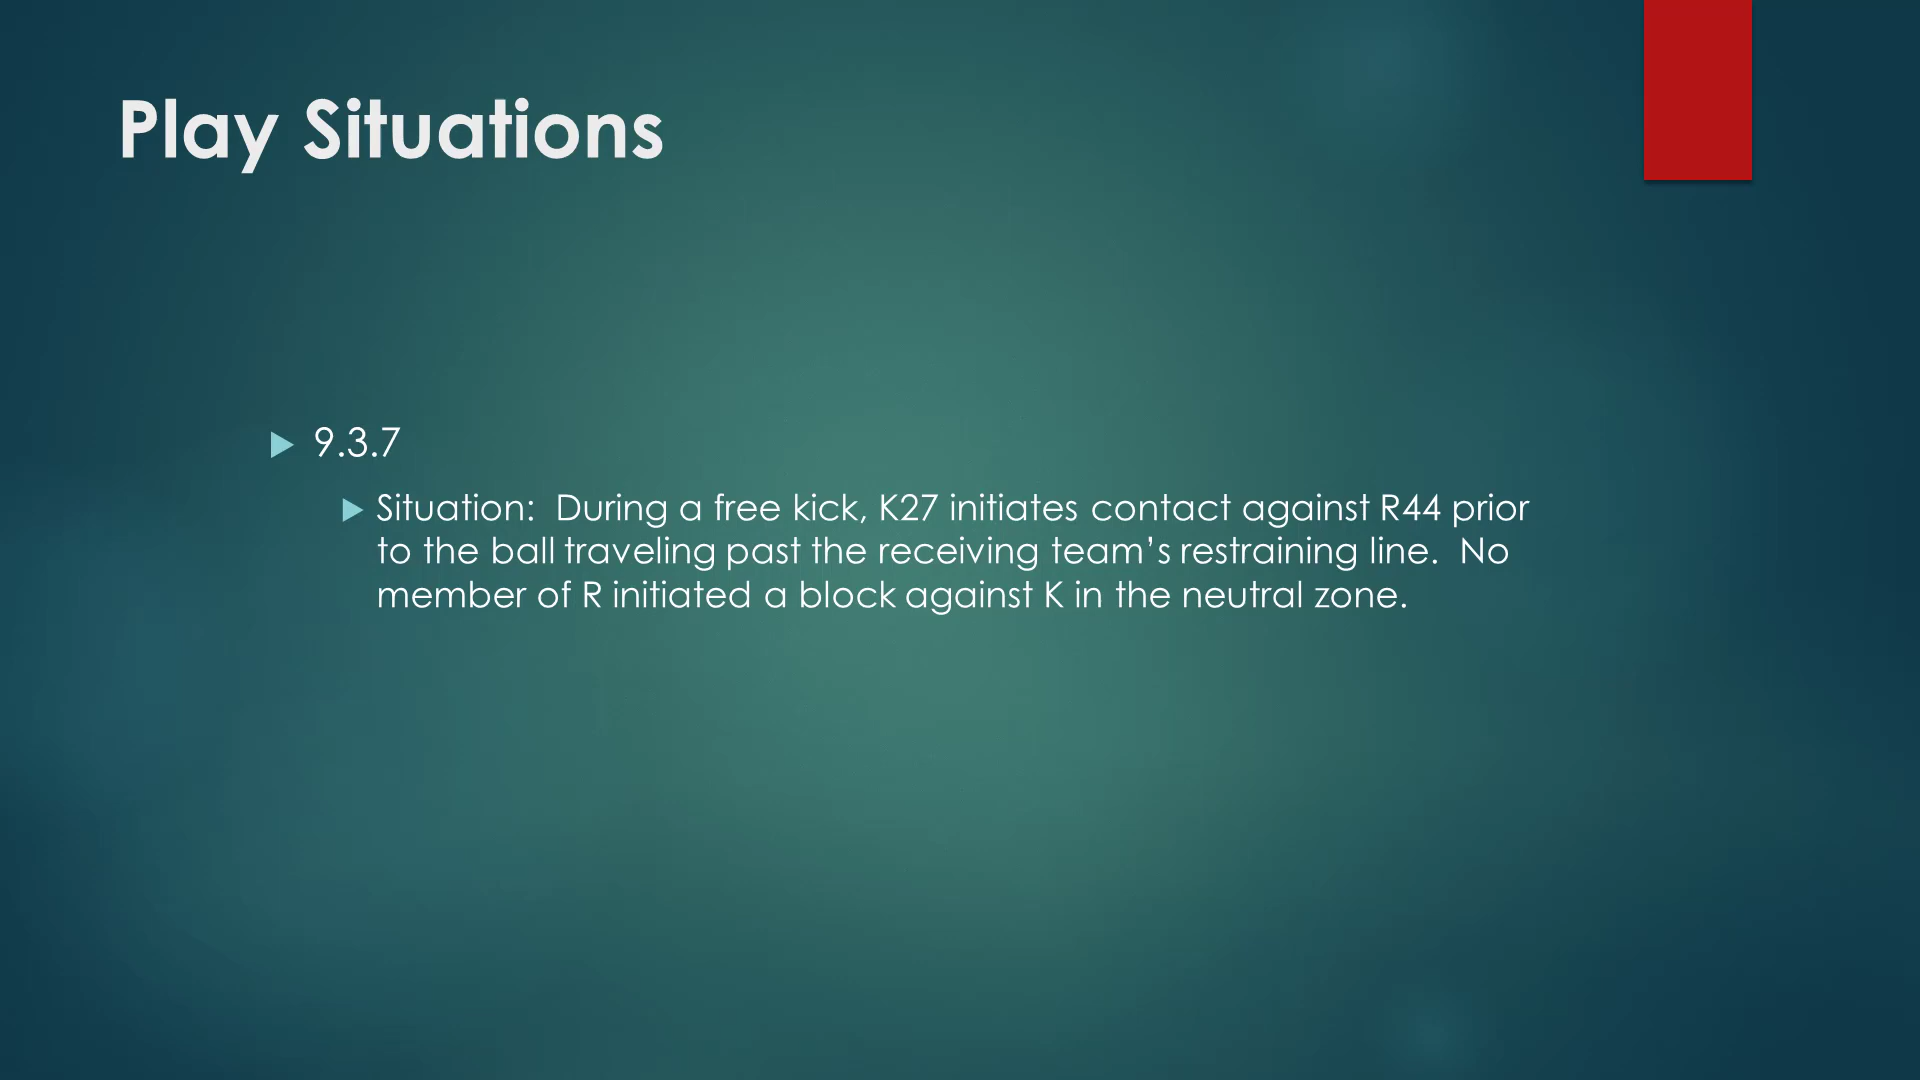 Play Situations
9.3.7
Situation:  During a free kick, K27 initiates contact against R44 prior
to the ball traveling past the receiving team’s restraining line.  No
member of R initiated a block against K in the neutral zone.